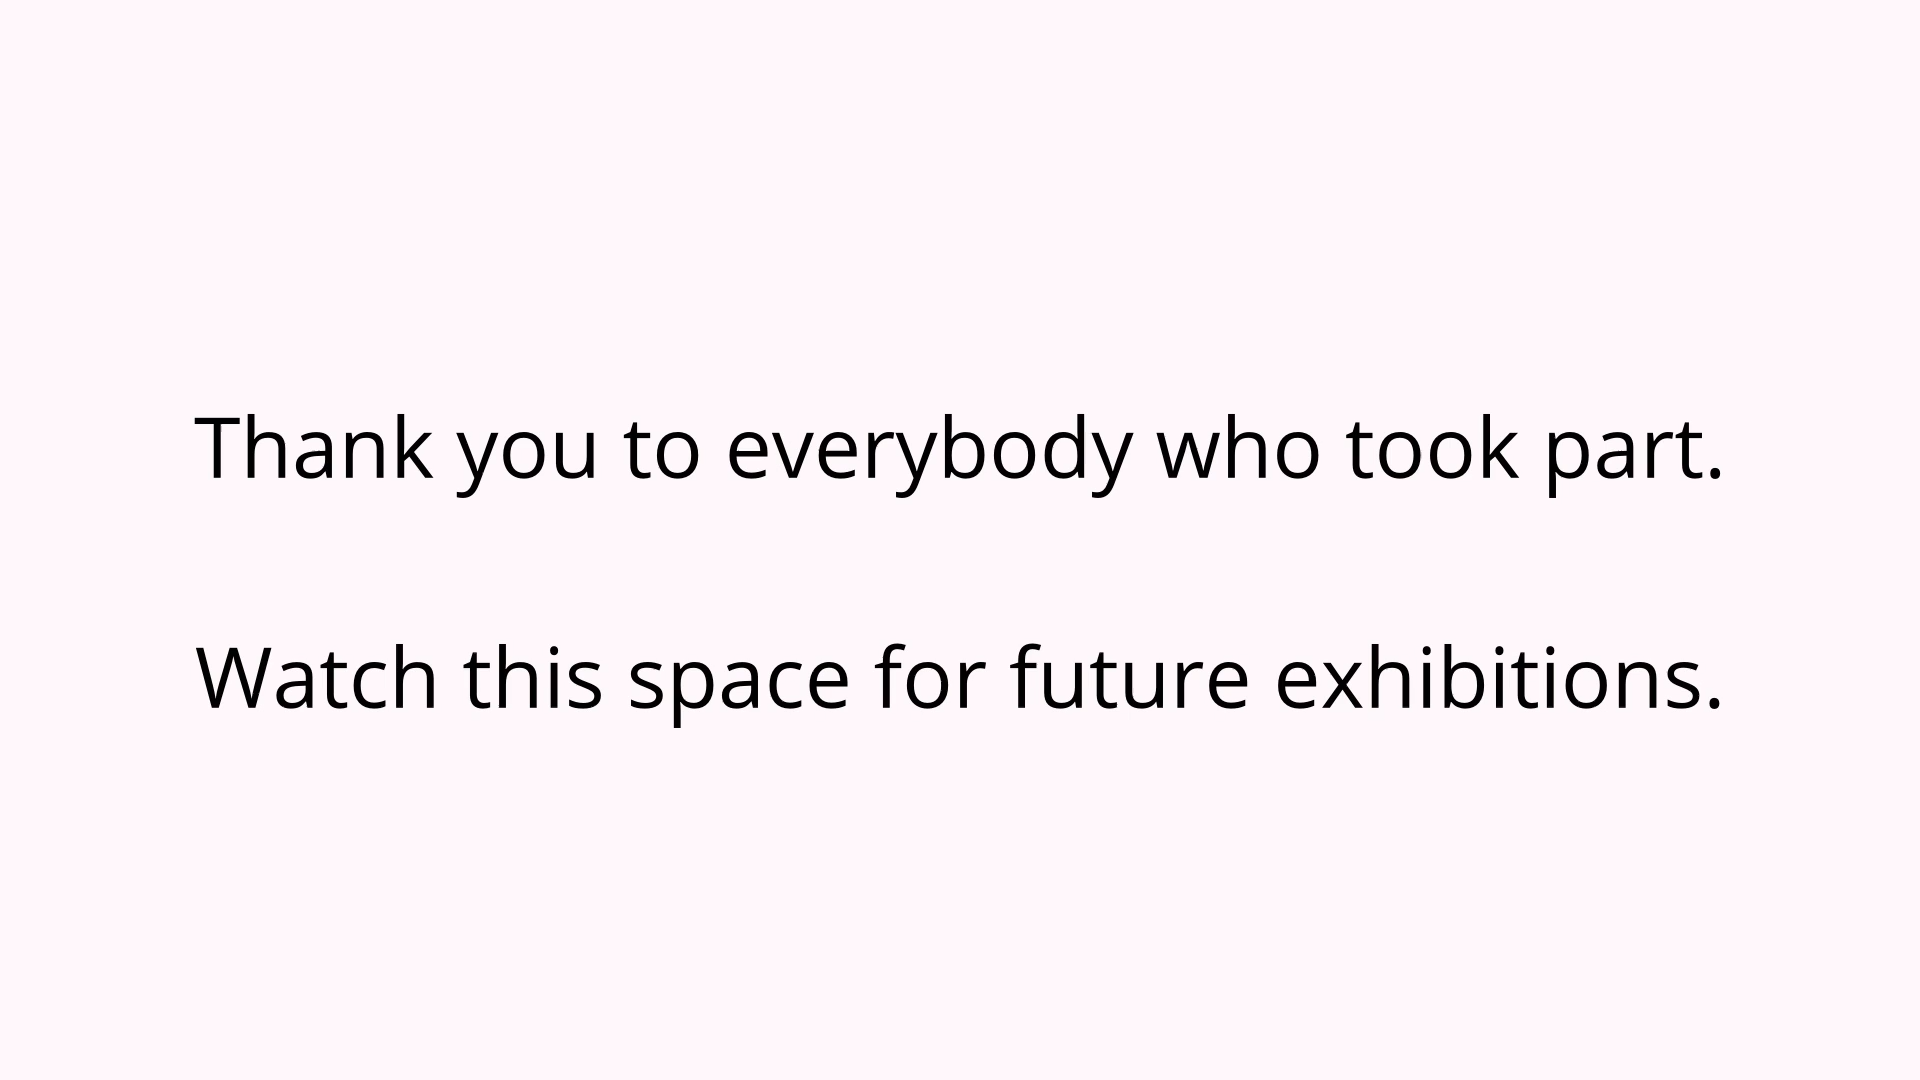 Thank you to everybody who took part.
Watch this space for future exhibitions.